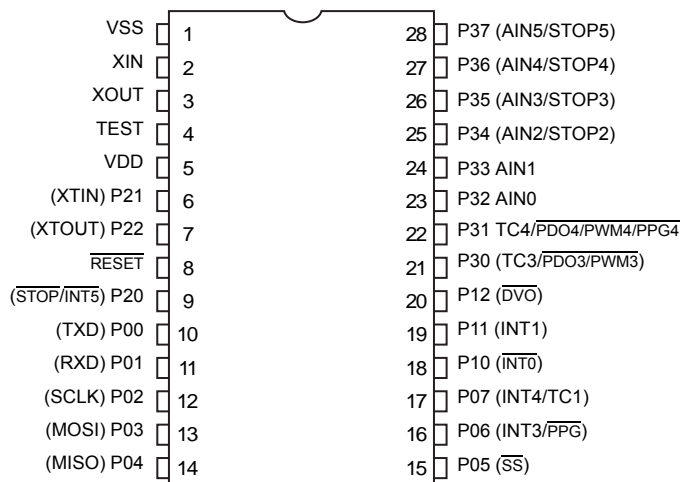 VSS 1 28 P37 (AIN5/STOP5)
XIN 2 27 P36 (AIN4/STOP4)
XOUT 3 26 P35 (AIN3/STOP3)
TEST 4 25 P34 (AIN2/STOP2)
VDD 5 24 P33 AIN1
(XTIN) P21 6 23 P32 AIN0
(XTOUT) P22 7 22 P31 TC4/PDO4/PWM4/PPG4
RESET 8 21 P30 (TC3/PDO3/PWM3)
(STOP/INT5) P20 9 20 P12 (DVO)
(TXD) P00 10 19 P11 (INT1)
(RXD) P01 11 18 P10 (INT0)
(SCLK) P02 12 17 P07 (INT4/TC1)
(MOSI) P03 13 16 P06 (INT3/PPG)
(MISO) P04 14 15 P05 (SS)